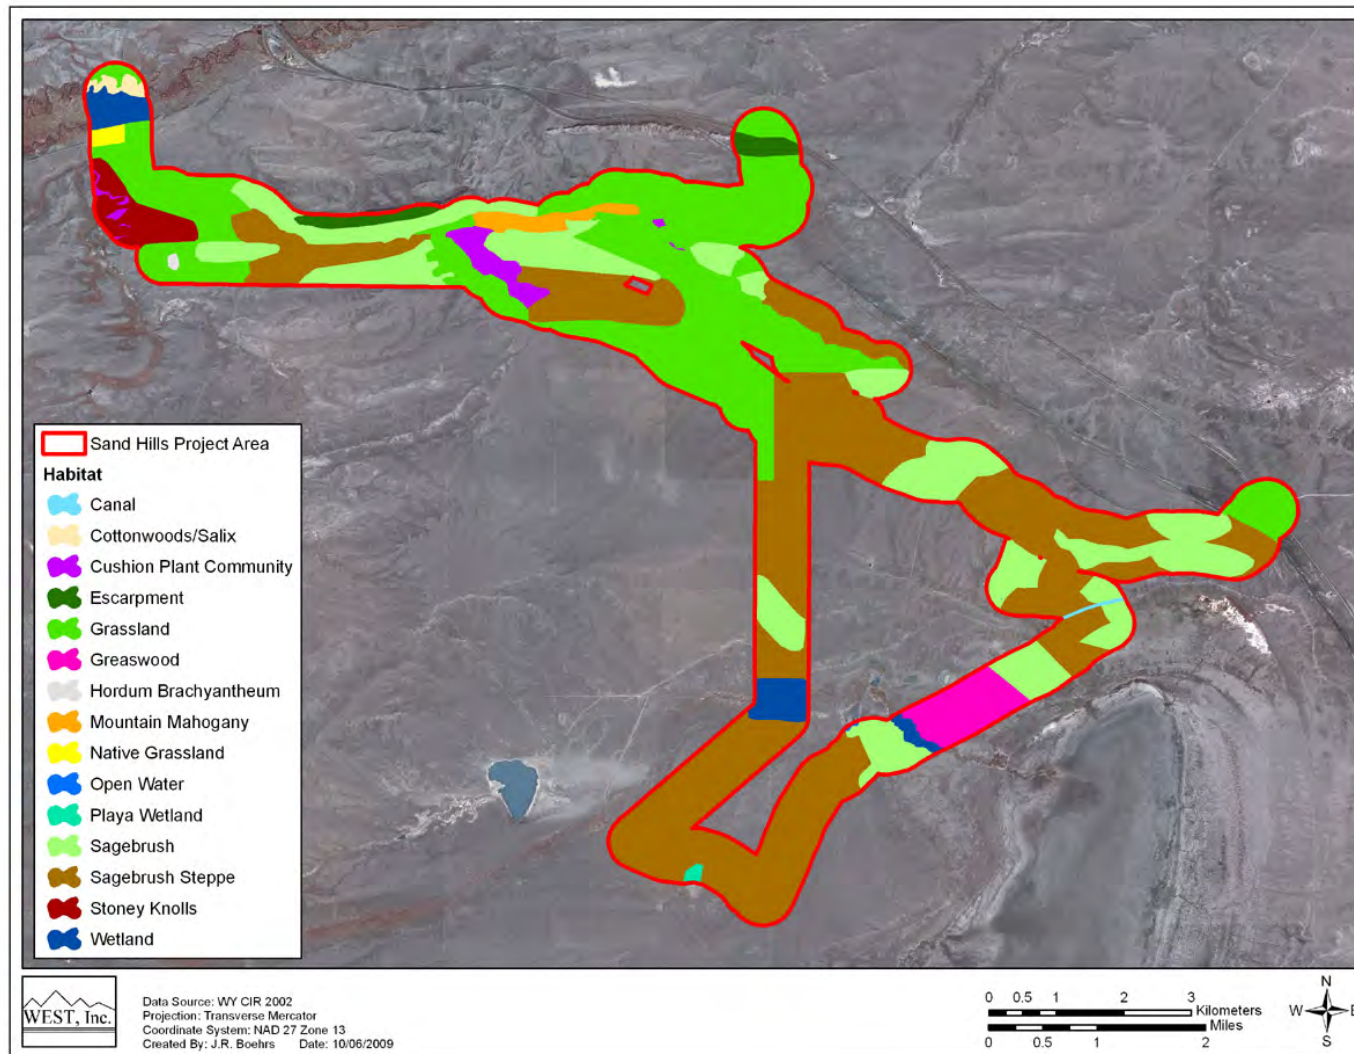 Sand Hills Project Area
Habitat
Canal
Cottonwoods/Salix
Cushion Plant Community
Escarpment
Grassland
Greaswood
Hordum Brachyantheum
Mountain Mahogany
Native Grassland
Open Water
Playa Wetland
Sagebrush
Sagebrush Steppe
Stoney Knolls
Wetland
WEST, Inc.
Data Source: WY CIR 2002
Projection: Transverse Mercator
Coordinate System: NAD 27 Zone 13
Created By: J.R. Boehrs Date: 10/06/2009
0 0.5 1 2 3
Kilometers
Miles
0 0.5 1 2
N
W E
S